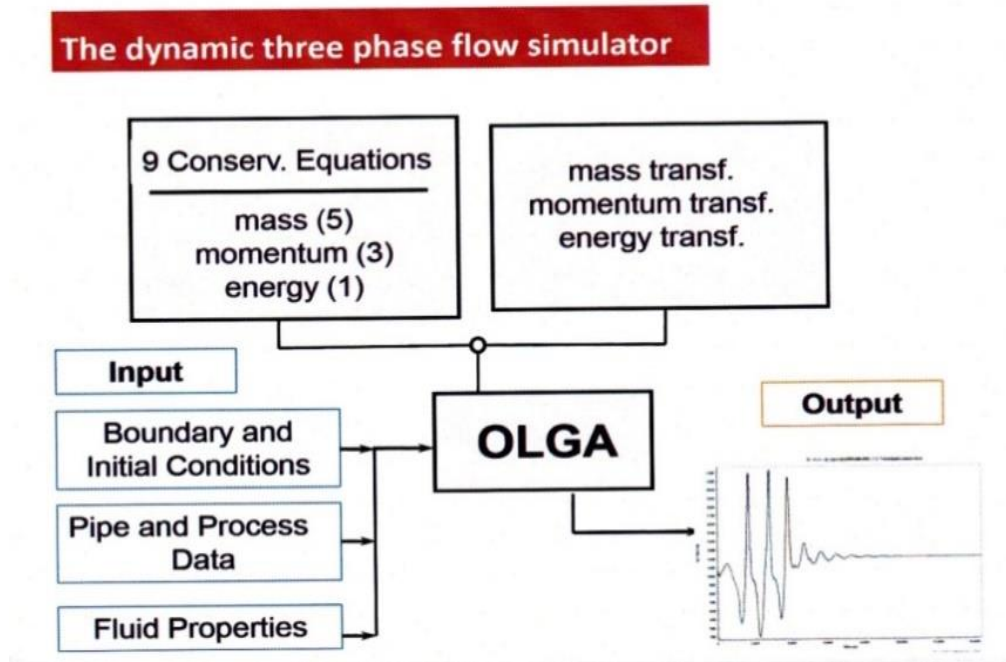 The dynamic three phase flow simulator
9 Conserv. Equations
mass (5)
momentum (3)
energy (1)
mass transf.
momentum transf.
energy transf.
Input
Boundary and
Initial Conditions
Pipe and Process
Data
Fluid Properties
OLGA
Output